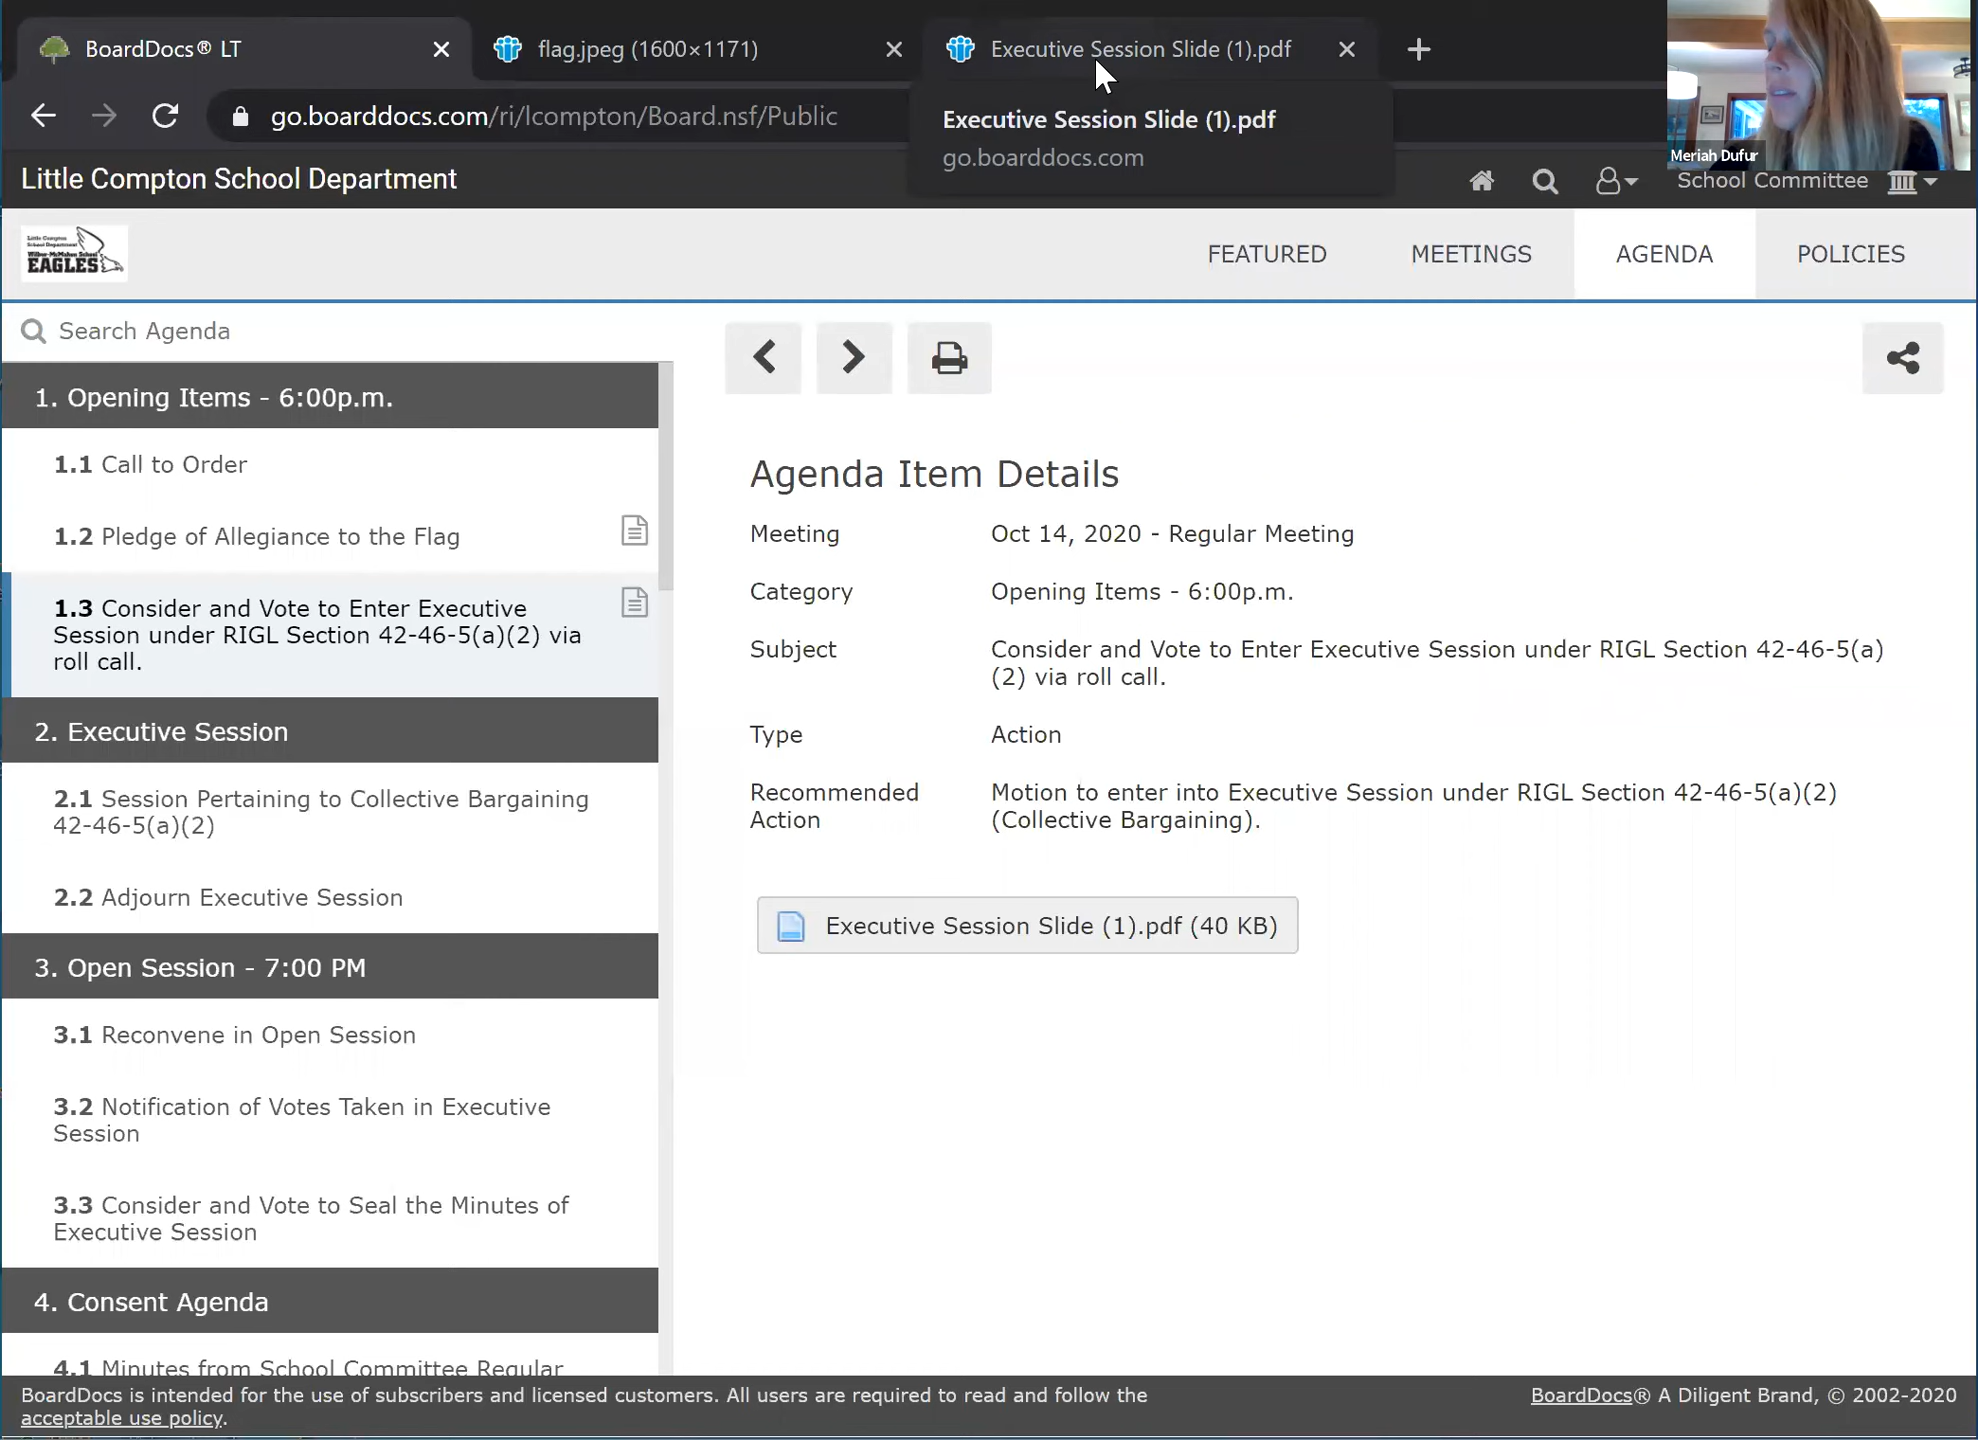 BoardDocs® LT
flag.jpeg (1600×1171)
Executive Session Slide (1).pdf
go.boarddocs.com/ri/lcompton/Board.nsf/Public
Executive Session Slide (1).pdf
go.boarddocs.com
Meriah Dufur
Little Compton School Department
School Committee
Little Compton
School Department
Wilbur-McMahon School
EAGLES
FEATURED
MEETINGS
AGENDA
POLICIES
Search Agenda
1. Opening Items - 6:00p.m.
1.1 Call to Order
1.2 Pledge of Allegiance to the Flag
1.3 Consider and Vote to Enter Executive
Session under RIGL Section 42-46-5(a)(2) via
roll call.
2. Executive Session
2.1 Session Pertaining to Collective Bargaining
42-46-5(a)(2)
2.2 Adjourn Executive Session
3. Open Session - 7:00 PM
3.1 Reconvene in Open Session
3.2 Notification of Votes Taken in Executive
Session
3.3 Consider and Vote to Seal the Minutes of
Executive Session
4. Consent Agenda
4.1 Minutes from School Committee Regular
Agenda Item Details
Meeting
Oct 14, 2020 - Regular Meeting
Category
Opening Items - 6:00p.m.
Subject
Consider and Vote to Enter Executive Session under RIGL Section 42-46-5(a)
(2) via roll call.
Type
Action
Recommended
Action
Motion to enter into Executive Session under RIGL Section 42-46-5(a)(2)
(Collective Bargaining).
Executive Session Slide (1).pdf (40 KB)
BoardDocs is intended for the use of subscribers and licensed customers. All users are required to read and follow the
acceptable use policy.
BoardDocs® A Diligent Brand, © 2002-2020